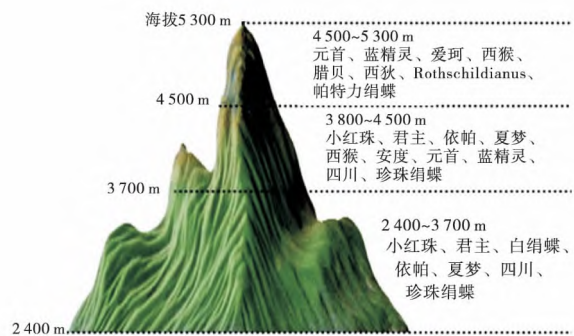 海拔5 300 m
4 500~5 300 m
元首、蓝精灵、爱珂、西猴、
腊贝、西狄、Rothschildianus、
帕特力绢蝶
4 500 m
3 800~4 500 m
小红珠、君主、依帕、夏梦、
西猴、安度、元首、蓝精灵、
四川、珍珠绢蝶
3 700 m
2 400~3 700 m
小红珠、君主、白绢蝶、
依帕、夏梦、四川、
珍珠绢蝶
2 400 m